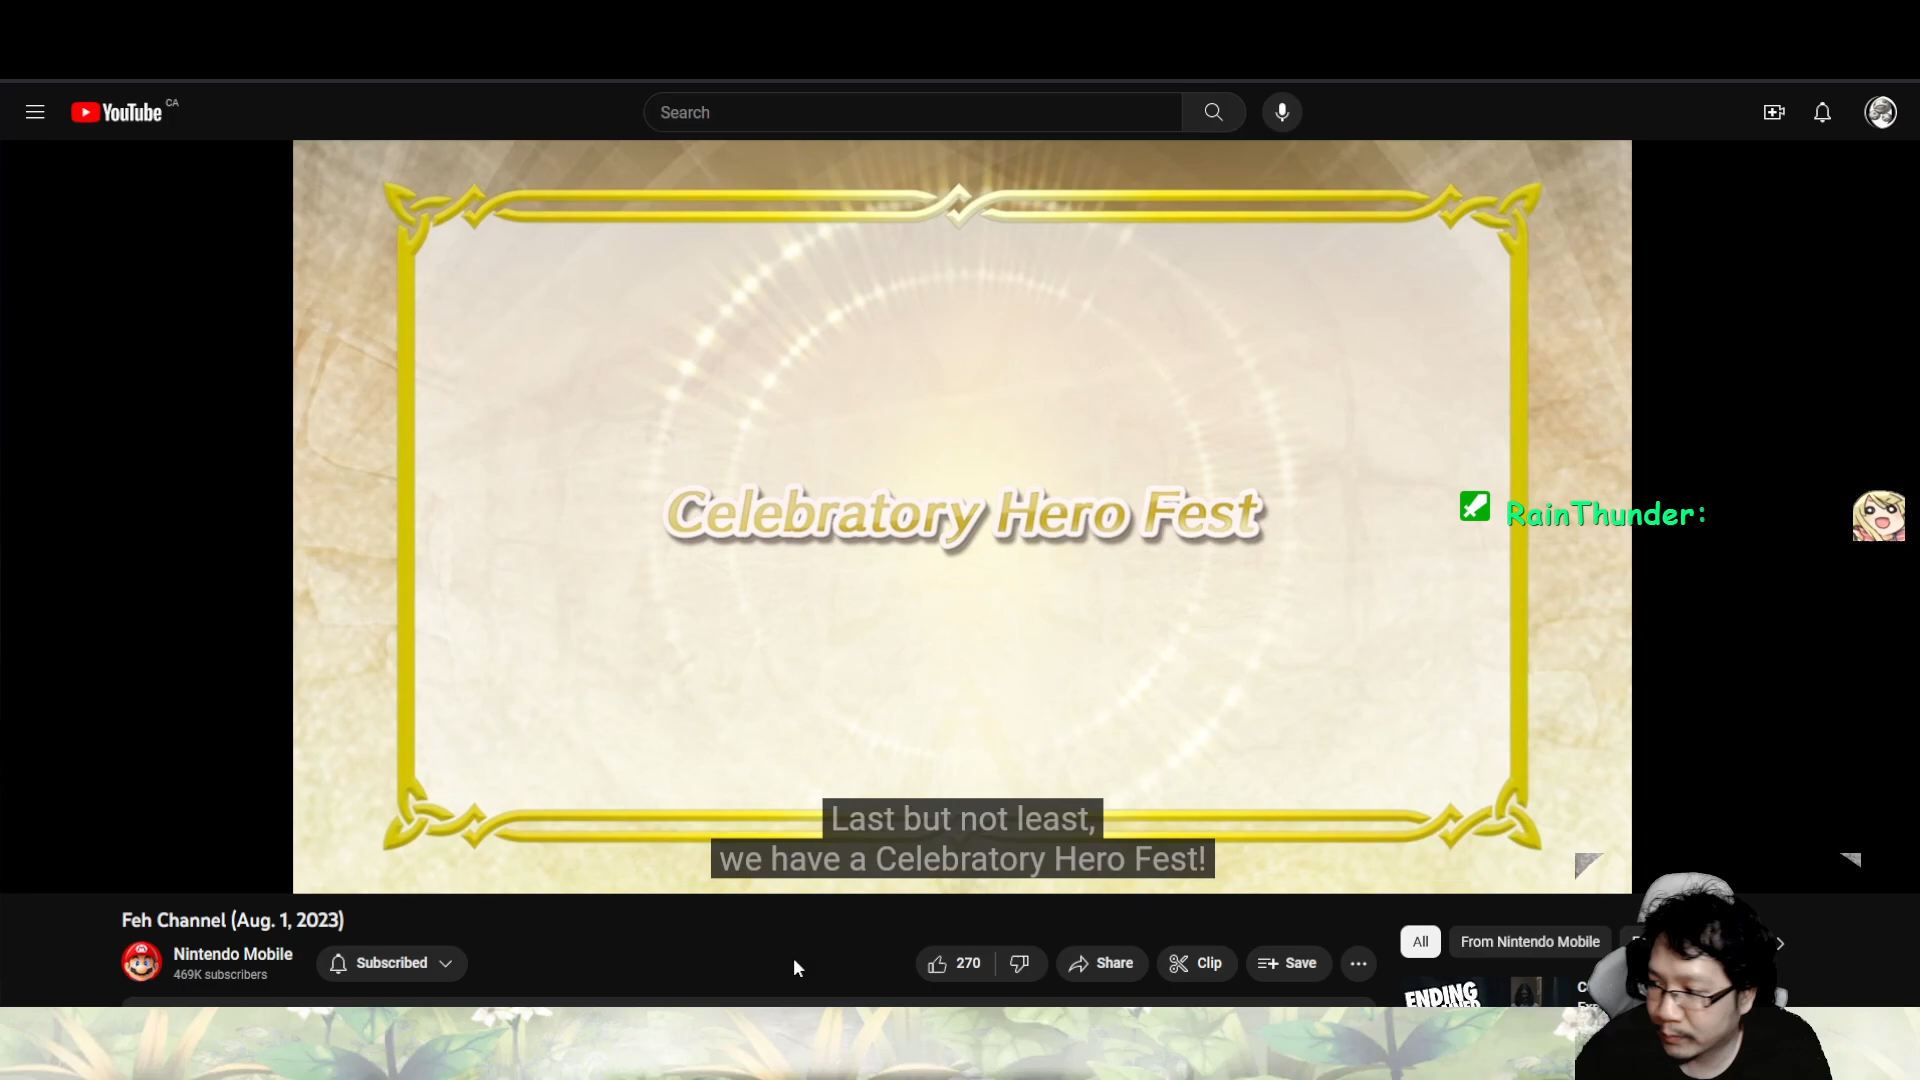 YouTube CA
Search
Celebratory Hero Fest
RainThunder:
Last but not least,
we have a Celebratory Hero Fest!
Feh Channel (Aug. 1, 2023)
Nintendo Mobile
469K subscribers
Subscribed
270
Share
Clip
Save
All
From Nintendo Mobile
ENDING